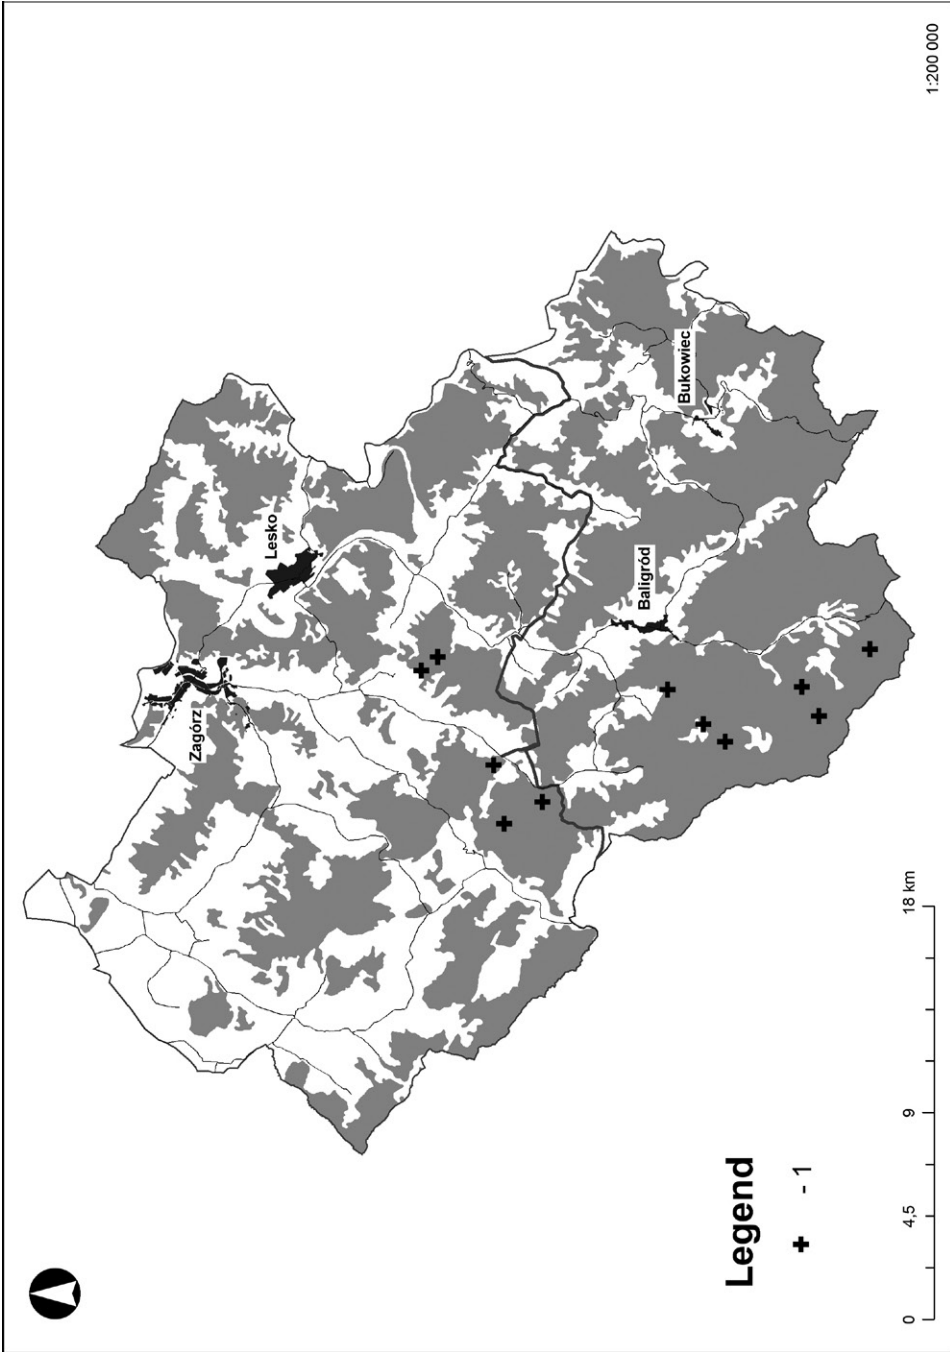 Zagórz
Lesko
Baligród
Bukowiec
Legend
- 1
0 4,5 9 18 km
1:200 000